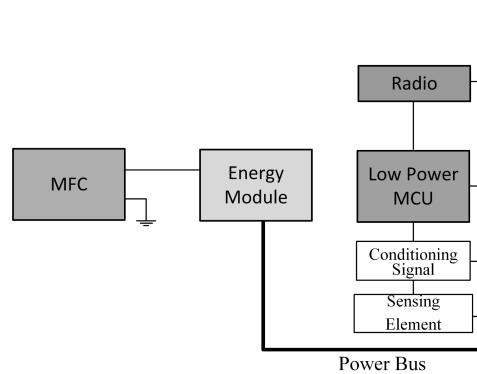 Radio
MFC
Energy
Module
Low Power
MCU
Conditioning
Signal
Sensing
Element
Power Bus